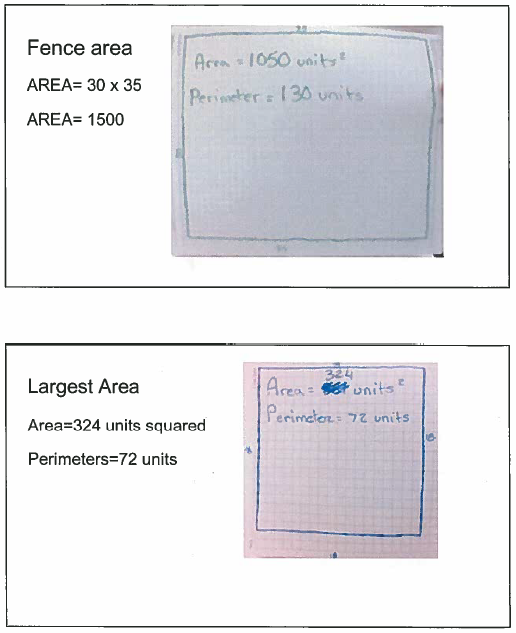 Fence area
AREA= 30 x 35
AREA= 1500
Area = 1050 units²
Perimeter = 130 units
Largest Area
Area=324 units squared
Perimeters=72 units
324
Area = units²
Perimeter = 72 units
18